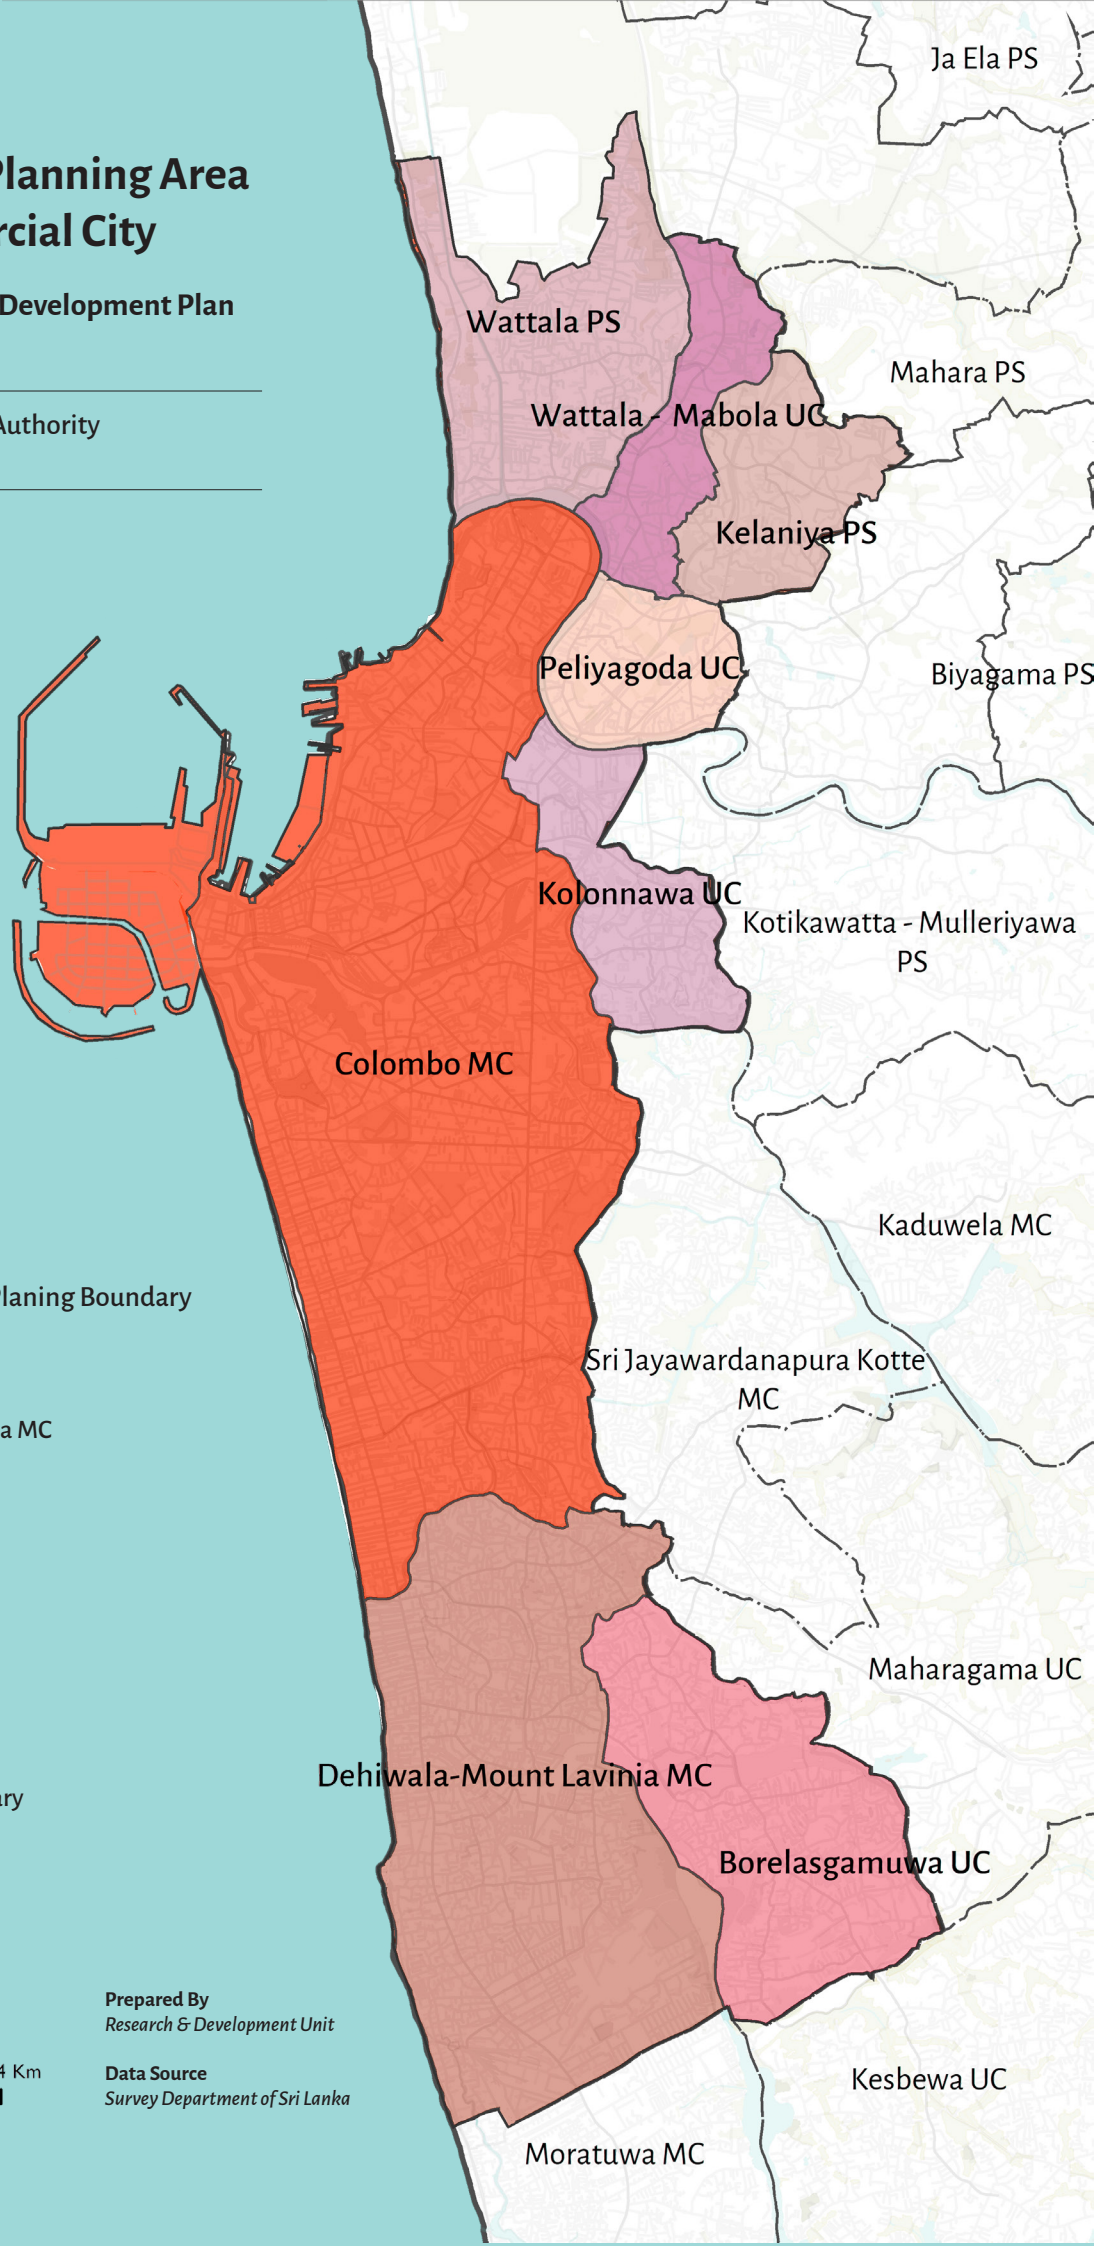 Planning Area
rcial City
Development Plan
Authority
Ja Ela PS
Wattala PS
Mahara PS
Wattala - Mabola UC
Kelaniya PS
Peliyagoda UC
Biyagama PS
Kolonnawa UC
Kotikawatta - Mulleriyawa
PS
Colombo MC
Kaduwela MC
Planing Boundary
Sri Jayawardanapura Kotte
MC
a MC
Maharagama UC
Dehiwala-Mount Lavinia MC
ary
Borelasgamuwa UC
Prepared By
Research & Development Unit
4 Km
Data Source
Survey Department of Sri Lanka
Kesbewa UC
Moratuwa MC